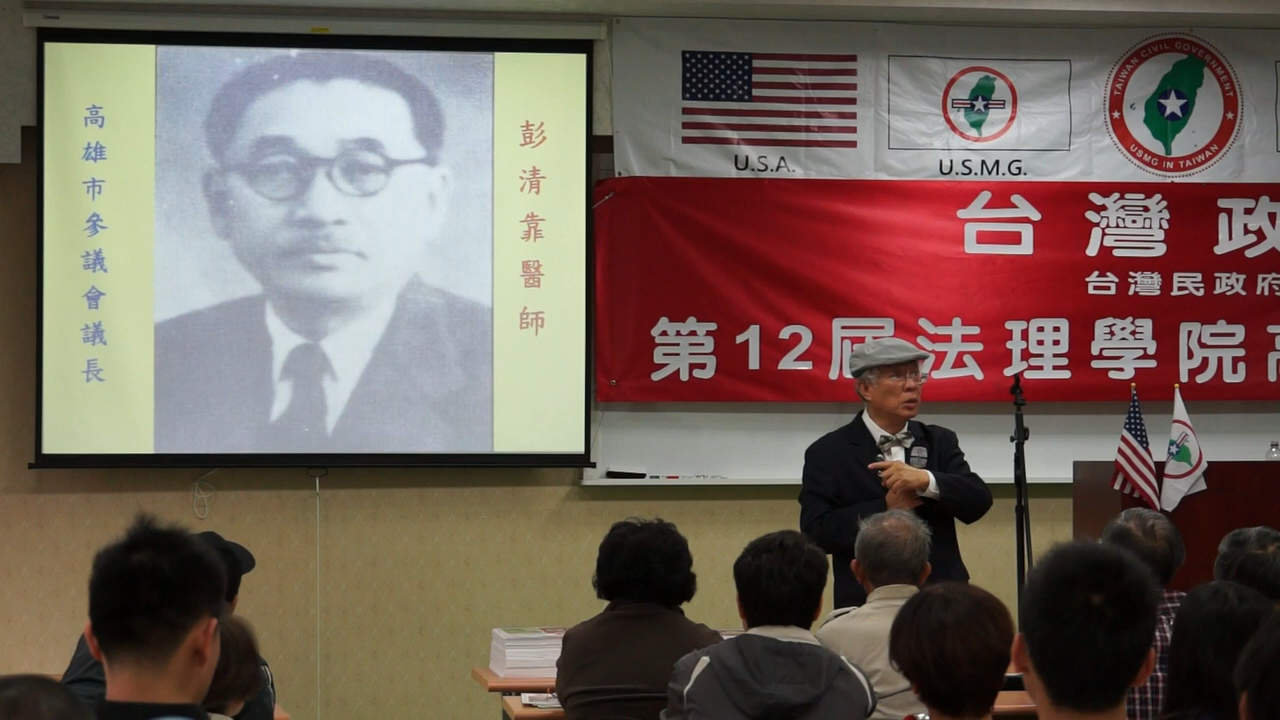 高雄市參議會議長
彭清靠醫師
U.S.A.
U.S.M.G.
TAIWAN CIVIL GOVERNMENT
USMG IN TAIWAN
台灣政
台灣民政府
第12屆法理學院高